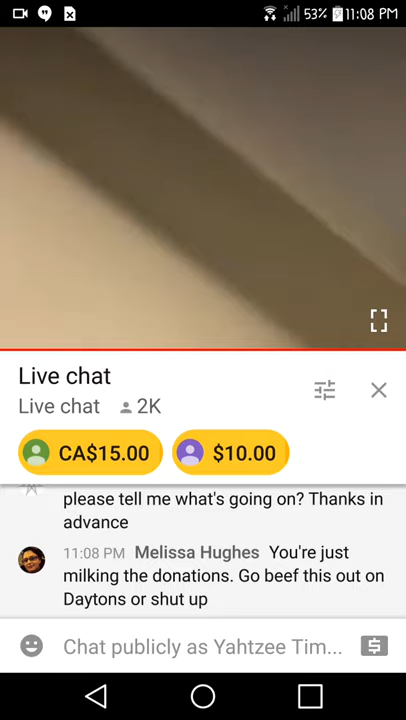 53% 11:08 PM
Live chat
Live chat 2K
CA$15.00 $10.00
please tell me what's going on? Thanks in
advance
11:08 PM Melissa Hughes You're just
milking the donations. Go beef this out on
Daytons or shut up
Chat publicly as Yahtzee Tim...